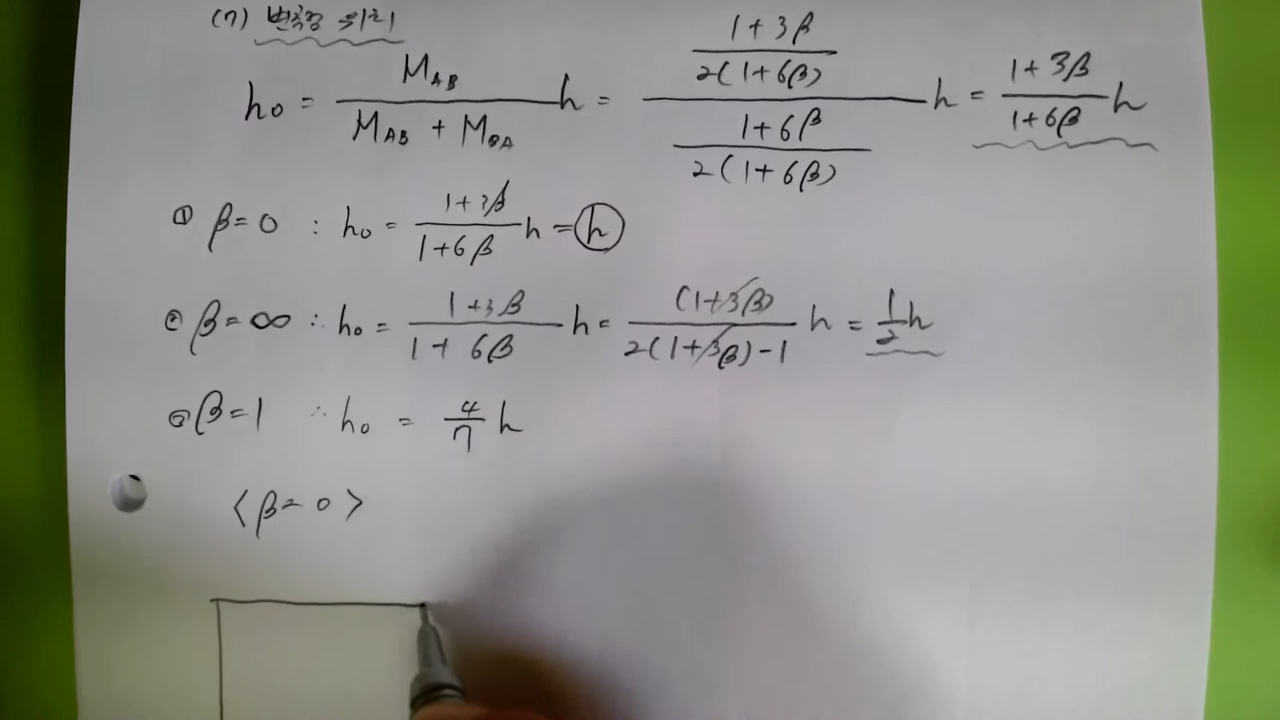 (7) 변곡점 위치
h₀ = M_AB / (M_AB + M_BA) h = ((1+3β) / 2(1+6β)) / ((1+6β) / 2(1+6β)) h = (1+3β) / (1+6β) h
① β=0 : h₀ = (1+3β) / (1+6β) h = h
② β=∞ ∴ h₀ = (1+3β) / (1+6β) h = (1+3β) / (2(1+3β)-1) h = 1/2 h
③ β=1 ∴ h₀ = 4/7 h
<β=0>